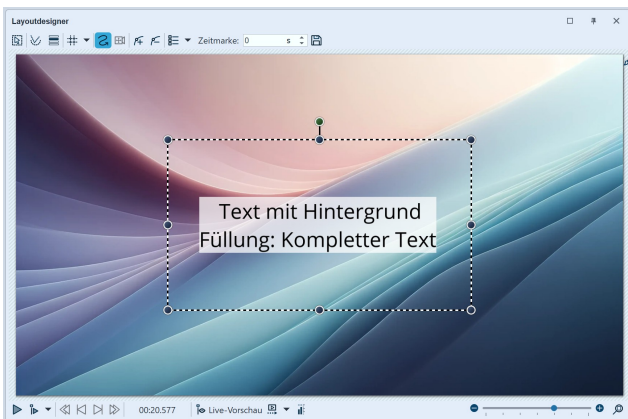 Layoutdesigner
Zeitmarke: 0 s
Text mit Hintergrund
Füllung: Kompletter Text
00:20.577 Live-Vorschau